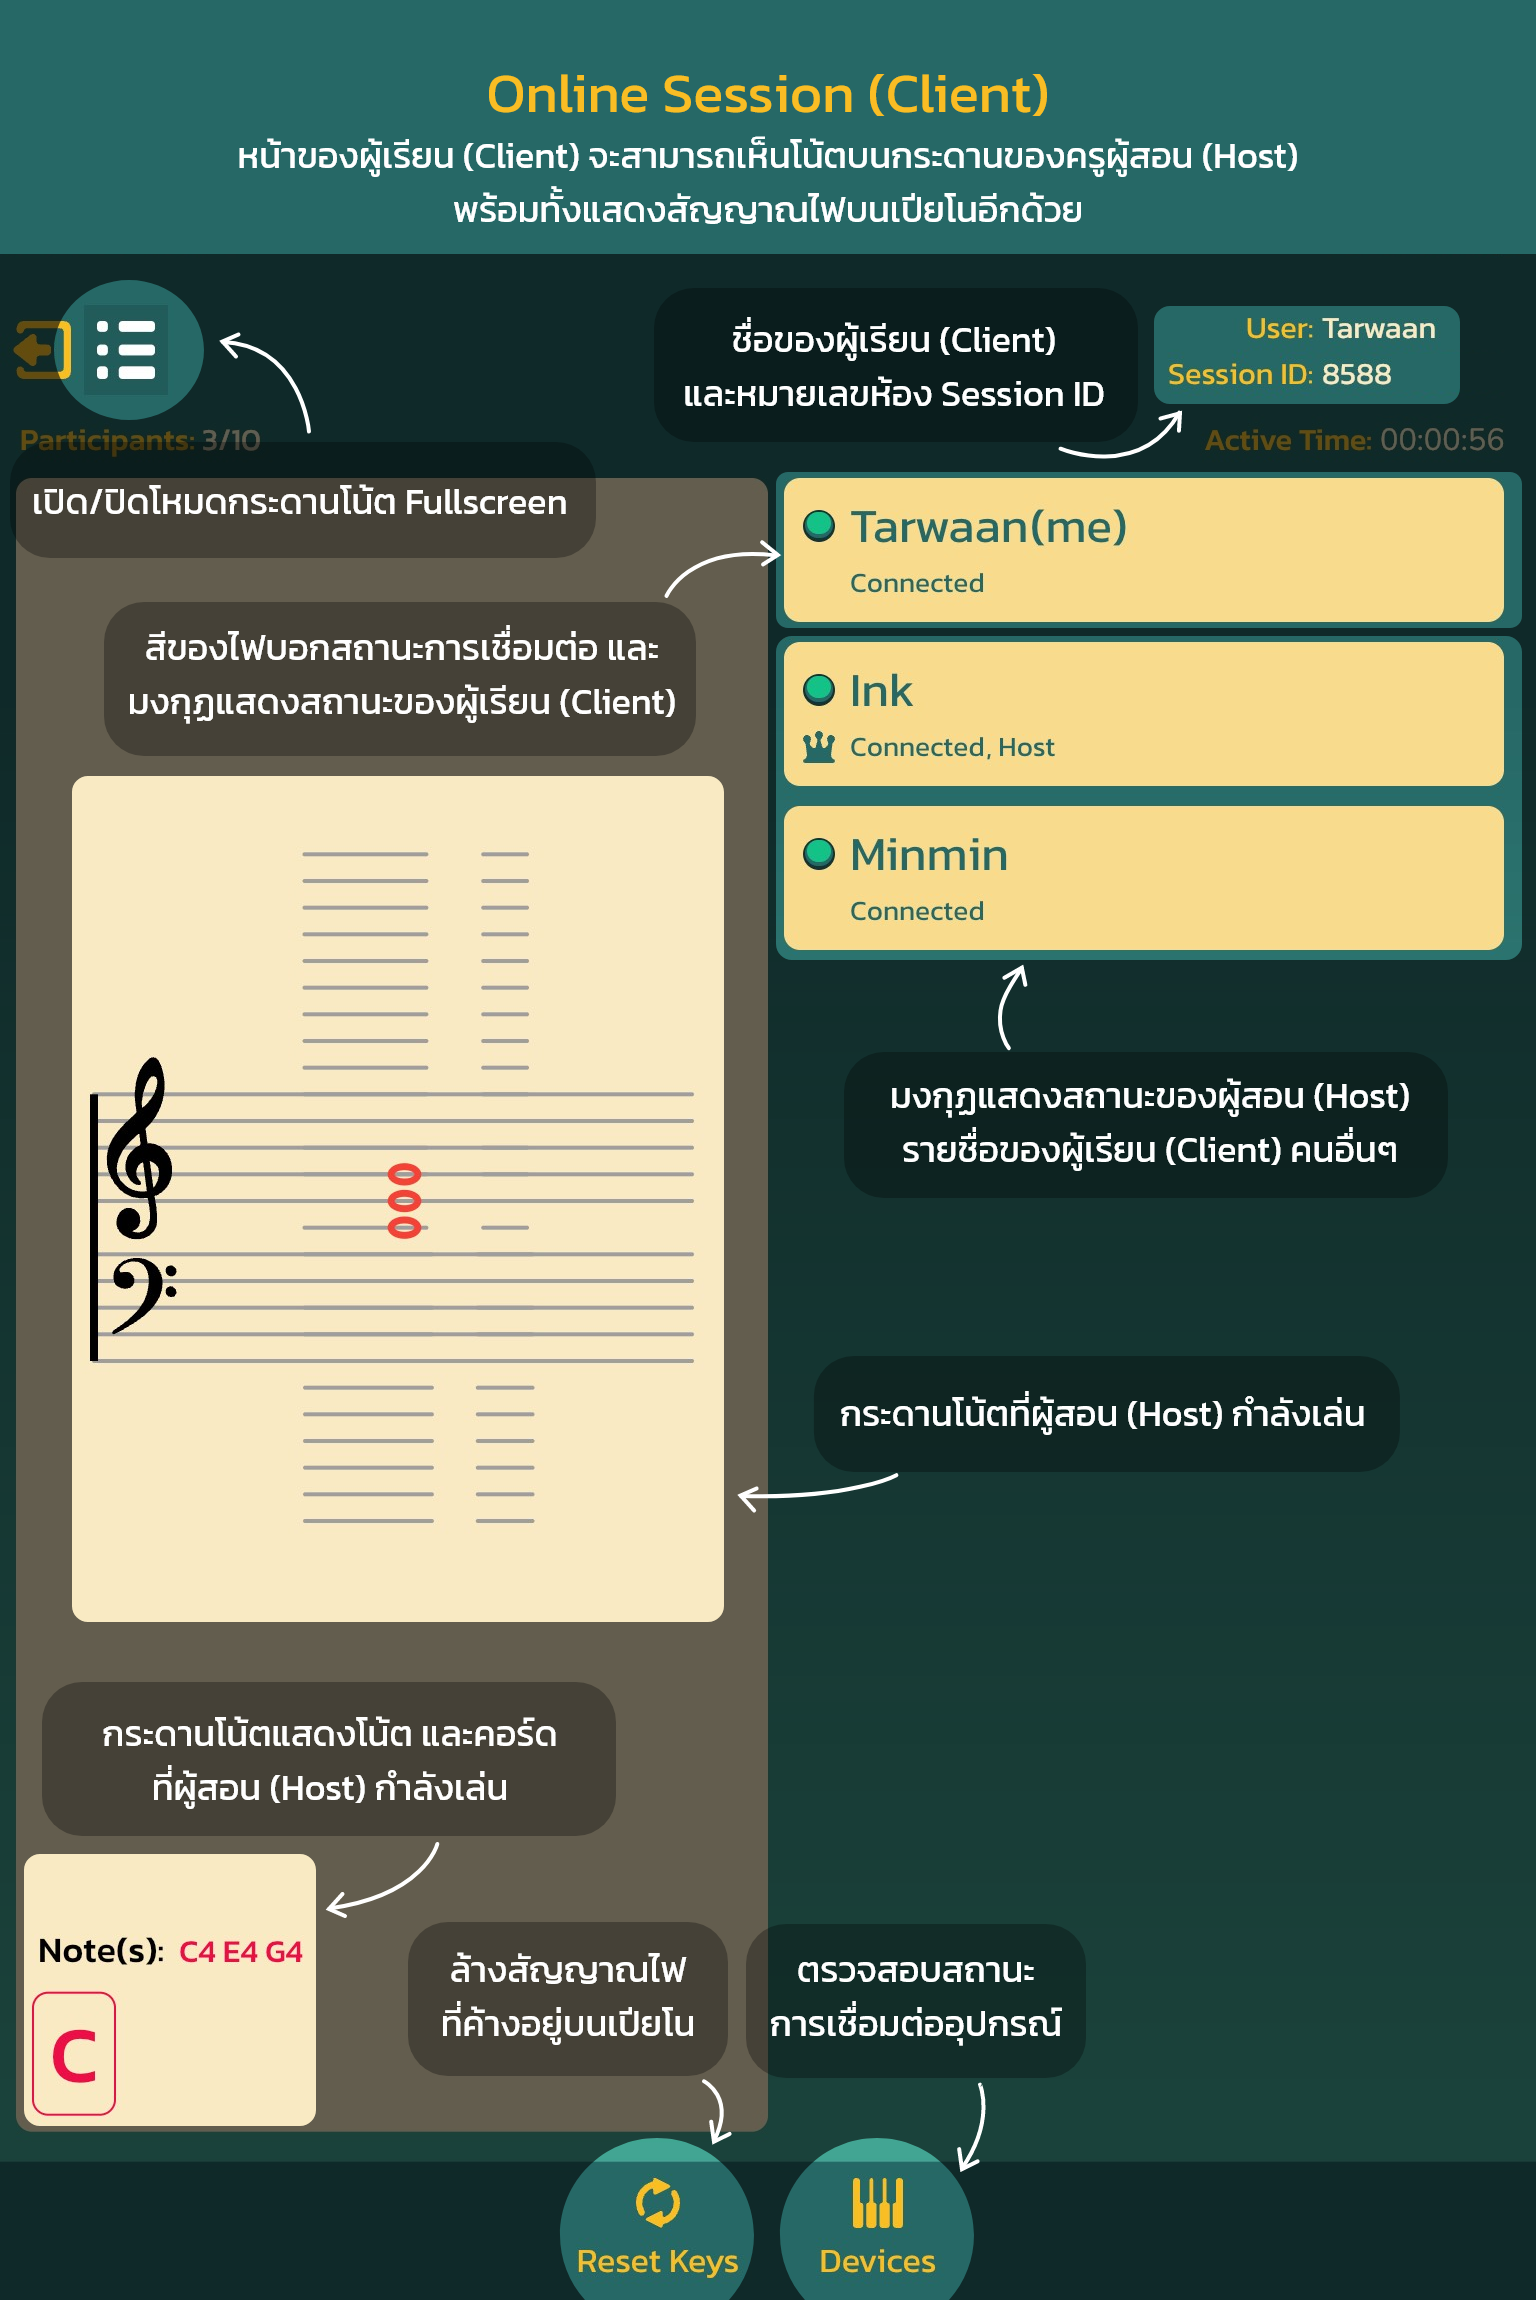 Online Session (Client)
หน้าของผู้เรียน (Client) จะสามารถเห็นโน้ตบนกระดานของครูผู้สอน (Host)
พร้อมทั้งแสดงสัญญาณไฟบนเปียโนอีกด้วย
ชื่อของผู้เรียน (Client)
และหมายเลขห้อง Session ID
User: Tarwaan
Session ID: 8588
Participants: 3/10
Active Time: 00:00:56
เปิด/ปิดโหมดกระดานโน้ต Fullscreen
Tarwaan(me)
Connected
สีของไฟบอกสถานะการเชื่อมต่อ และ
มงกุฏแสดงสถานะของผู้เรียน (Client)
Ink
Connected, Host
Minmin
Connected
มงกุฏแสดงสถานะของผู้สอน (Host)
รายชื่อของผู้เรียน (Client) คนอื่นๆ
กระดานโน้ตที่ผู้สอน (Host) กำลังเล่น
กระดานโน้ตแสดงโน้ต และคอร์ด
ที่ผู้สอน (Host) กำลังเล่น
Note(s): C4 E4 G4
C
ล้างสัญญาณไฟ
ที่ค้างอยู่บนเปียโน
ตรวจสอบสถานะ
การเชื่อมต่ออุปกรณ์
Reset Keys
Devices